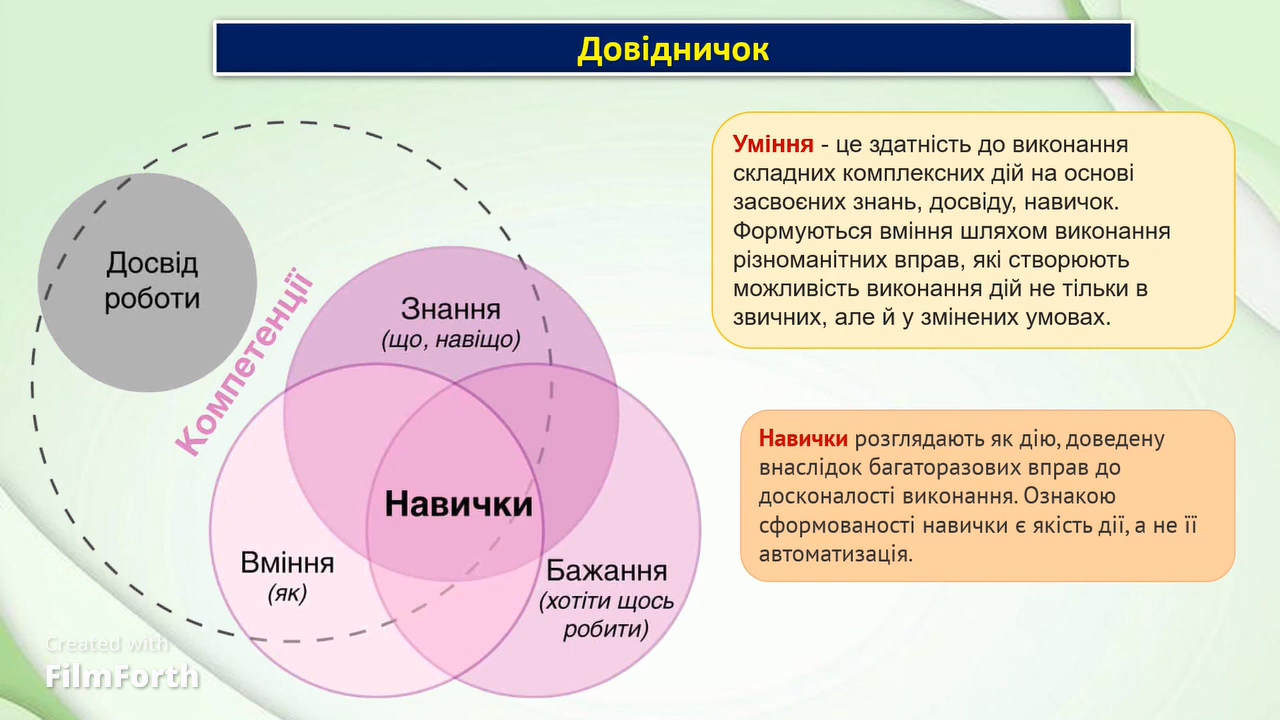 Довідничок
Досвід
роботи
Компетенції
Знання
(що, навіщо)
Навички
Вміння
(як)
Бажання
(хотіти щось
робити)
Уміння - це здатність до виконання
складних комплексних дій на основі
засвоєних знань, досвіду, навичок.
Формуються вміння шляхом виконання
різноманітних вправ, які створюють
можливість виконання дій не тільки в
звичних, але й у змінених умовах.
Навички розглядають як дію, доведену
внаслідок багаторазових вправ до
досконалості виконання. Ознакою
сформованості навички є якість дії, а не її
автоматизація.
Created with
FilmForth